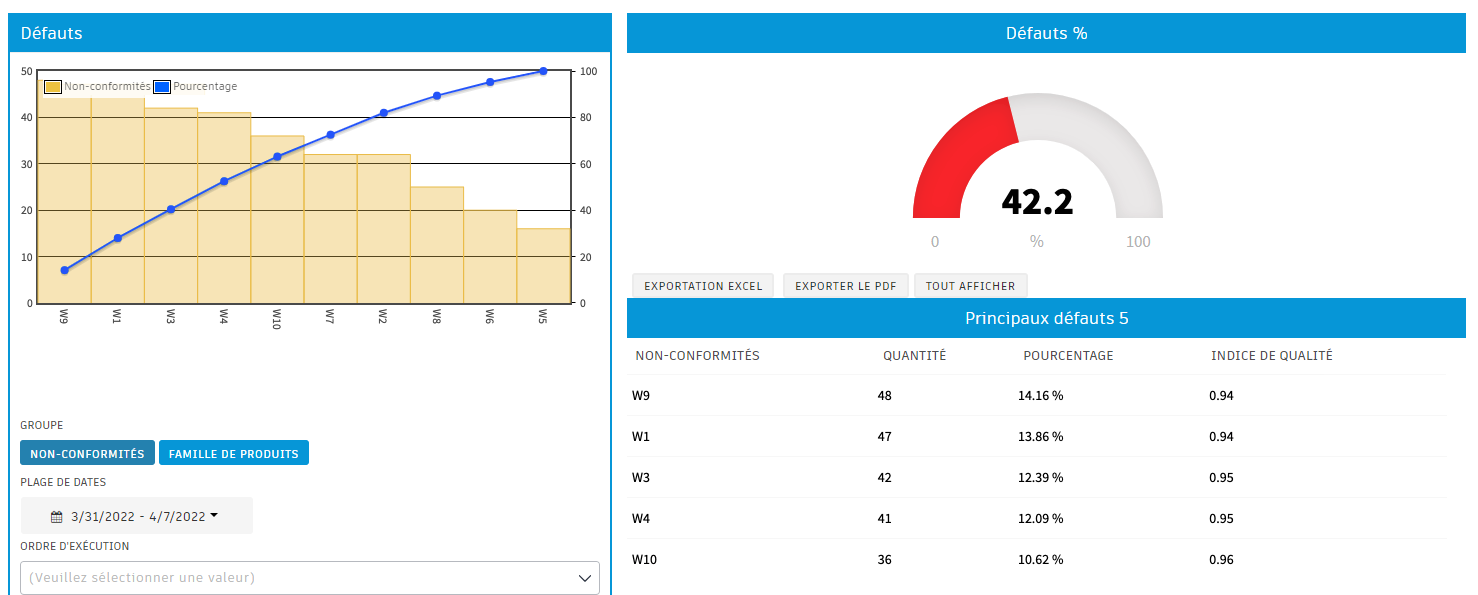 Défauts
Non-conformités Pourcentage
50
40
30
20
10
0
100
80
60
40
20
0
W9 W1 W3 W4 W10 W7 W2 W8 W6 W5
GROUPE
NON-CONFORMITÉS FAMILLE DE PRODUITS
PLAGE DE DATES
3/31/2022 - 4/7/2022
ORDRE D'EXÉCUTION
(Veuillez sélectionner une valeur)
Défauts %
42.2
0 % 100
EXPORTATION EXCEL EXPORTER LE PDF TOUT AFFICHER
Principaux défauts 5
NON-CONFORMITÉS QUANTITÉ POURCENTAGE INDICE DE QUALITÉ
W9 48 14.16 % 0.94
W1 47 13.86 % 0.94
W3 42 12.39 % 0.95
W4 41 12.09 % 0.95
W10 36 10.62 % 0.96